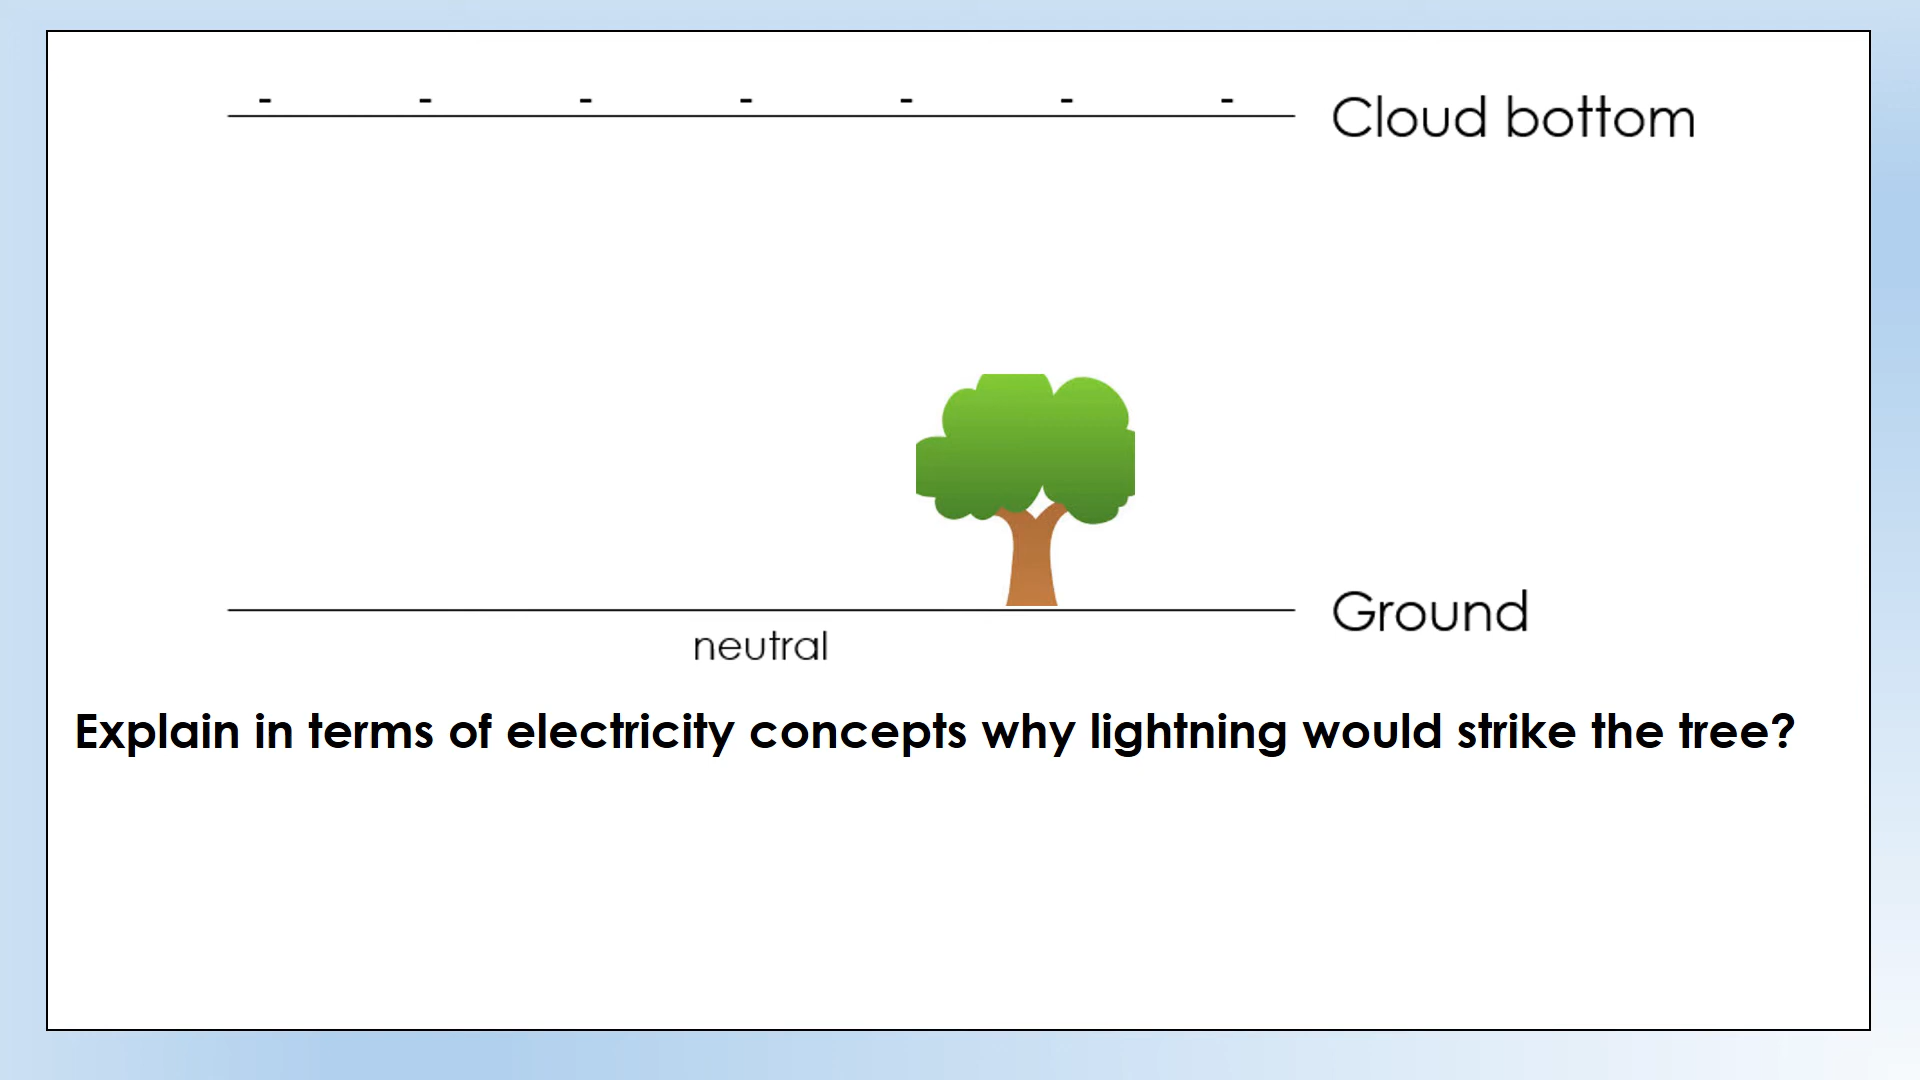 - - - - - - -
Cloud bottom
Ground
neutral
Explain in terms of electricity concepts why lightning would strike the tree?